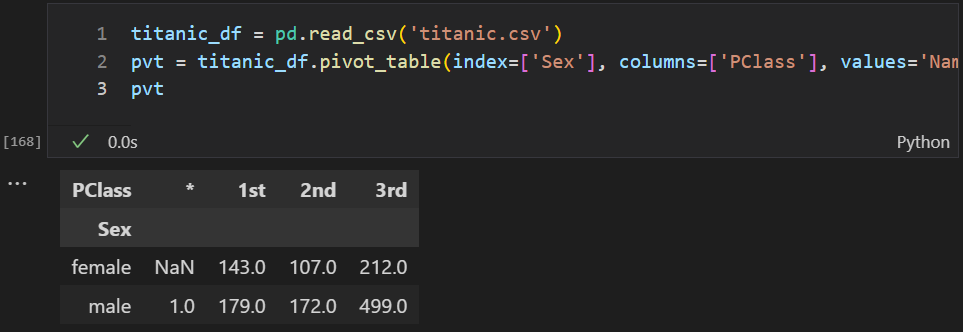 1 titanic_df = pd.read_csv('titanic.csv')
2 pvt = titanic_df.pivot_table(index=['Sex'], columns=['PClass'], values='Nam
3 pvt
[168] ✓ 0.0s Python
...
PClass * 1st 2nd 3rd
Sex
female NaN 143.0 107.0 212.0
male 1.0 179.0 172.0 499.0